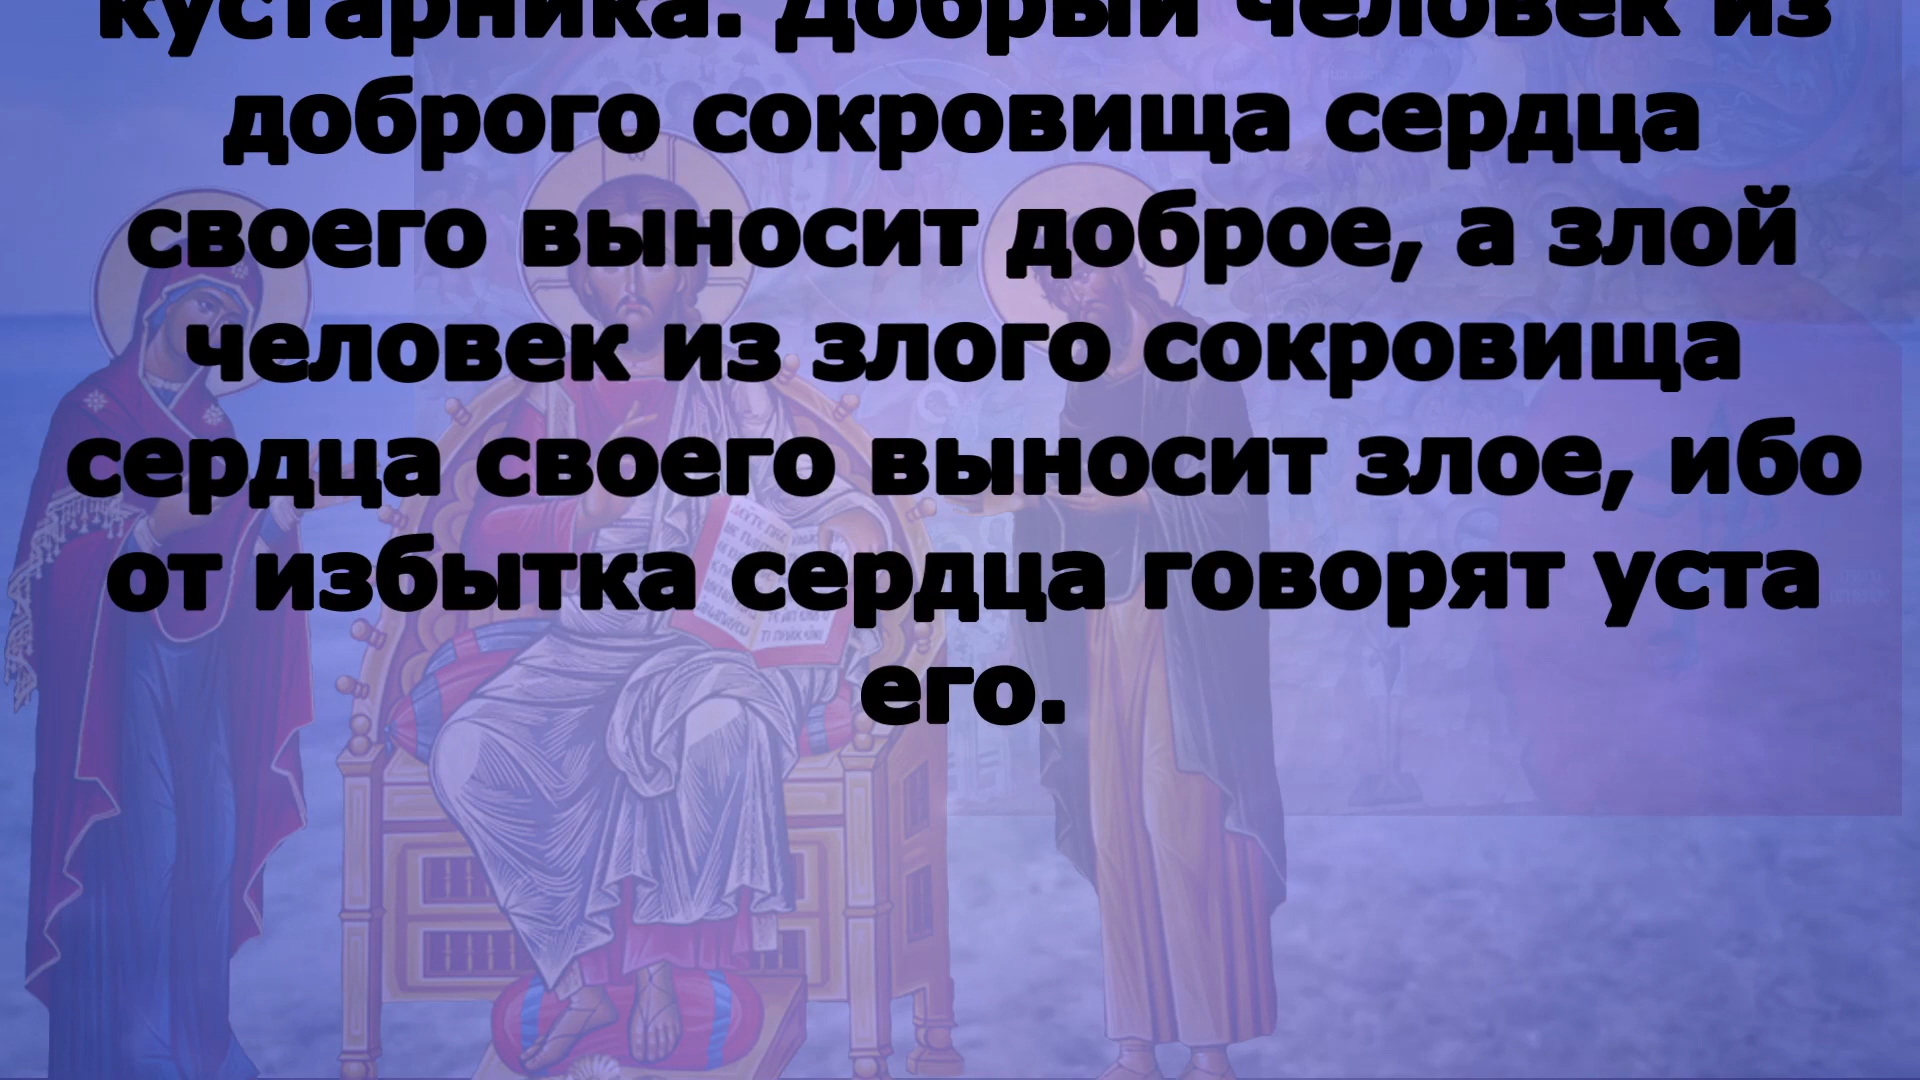 кустарника. Добрый человек из
доброго сокровища сердца
своего выносит доброе, а злой
человек из злого сокровища
сердца своего выносит злое, ибо
от избытка сердца говорят уста
его.